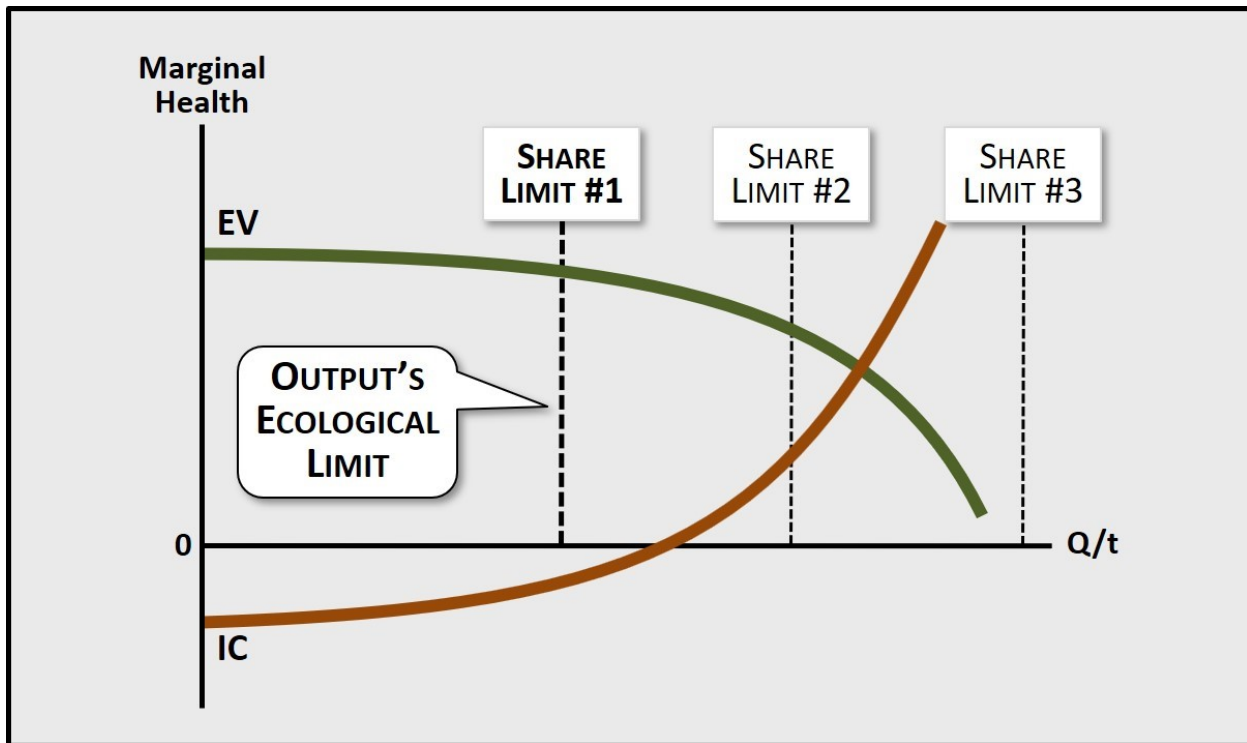 Marginal
Health
SHARE
LIMIT #1
SHARE
LIMIT #2
SHARE
LIMIT #3
EV
OUTPUT'S
ECOLOGICAL
LIMIT
0
Q/t
IC